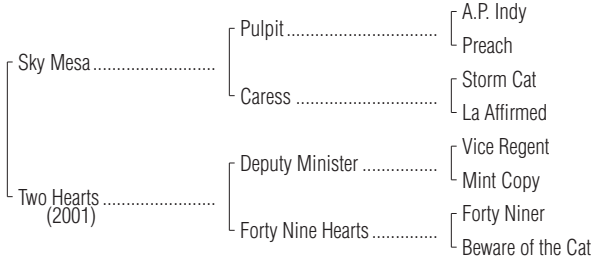 A.P. Indy
Pulpit
Preach
Sky Mesa
Storm Cat
Caress
La Affirmed
Vice Regent
Deputy Minister
Mint Copy
Two Hearts
(2001)
Forty Niner
Forty Nine Hearts
Beware of the Cat